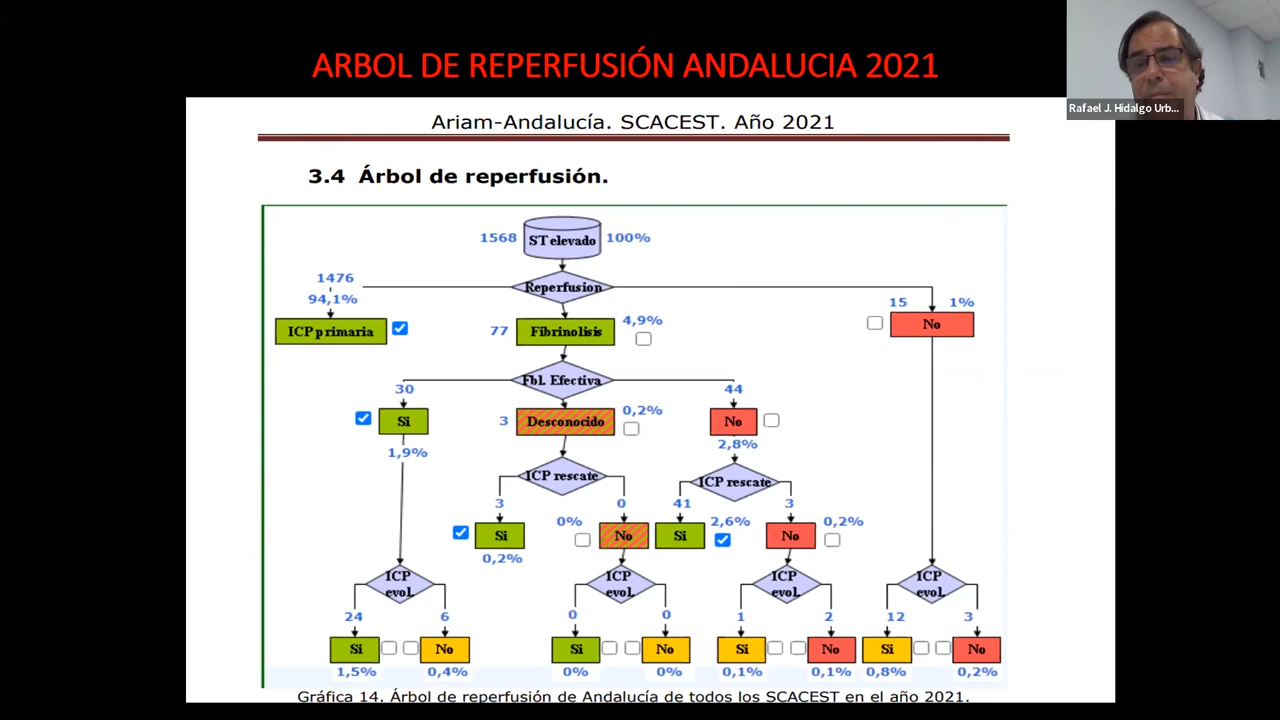 ARBOL DE REPERFUSIÓN ANDALUCIA 2021
Rafael J. Hidalgo Urb...
Ariam-Andalucía. SCACEST. Año 2021
3.4 Árbol de reperfusión.
1568 ST elevado 100%
1476
94,1%
Reperfusion
15 1%
ICP primaria
77 Fibrinolisis 4,9%
No
30
Fbl. Efectiva
44
Si
1,9%
3 Desconocido 0,2%
No
2,8%
ICP rescate
ICP rescate
3 0 41 3
Si
0,2%
0% No
Si 2,6%
No 0,2%
ICP evol.
ICP evol.
ICP evol.
ICP evol.
24 6 0 0 1 2 12 3
Si No Si No Si No Si No
1,5% 0,4% 0% 0% 0,1% 0,1% 0,8% 0,2%
Gráfica 14. Árbol de reperfusión de Andalucía de todos los SCACEST en el año 2021.